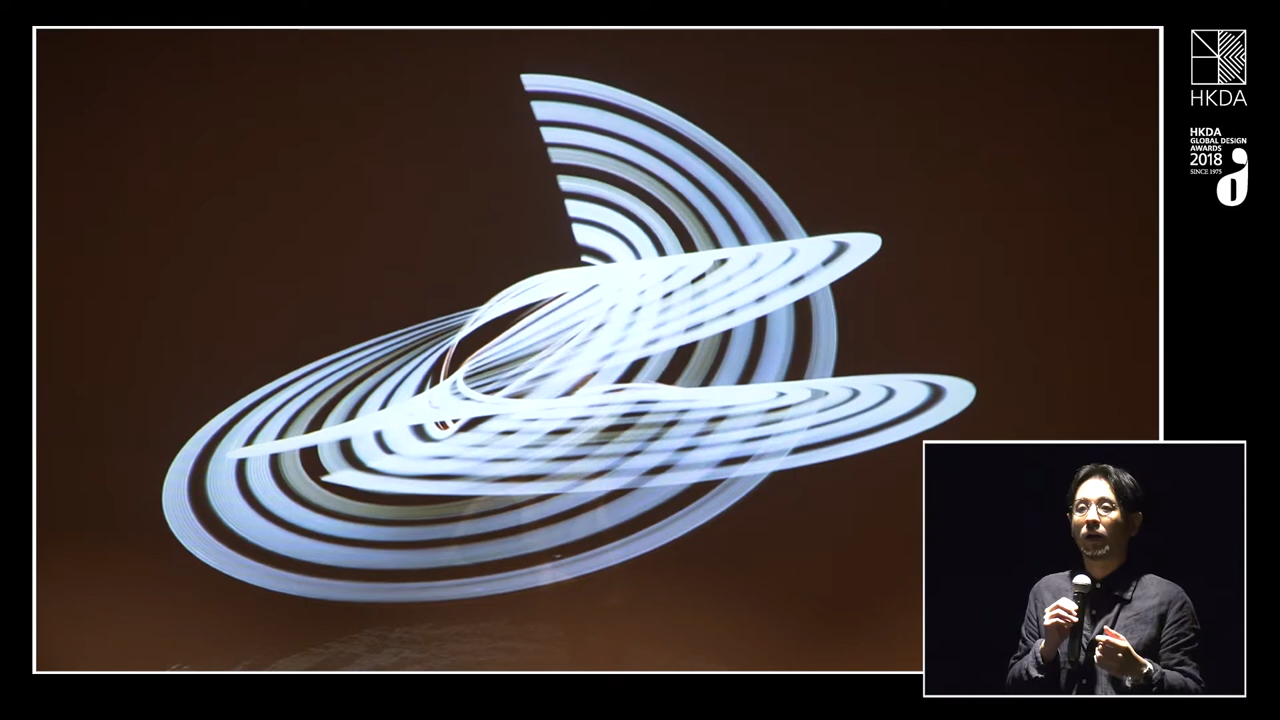 HKDA
HKDA
GLOBAL DESIGN
AWARDS
2018
SINCE 1975